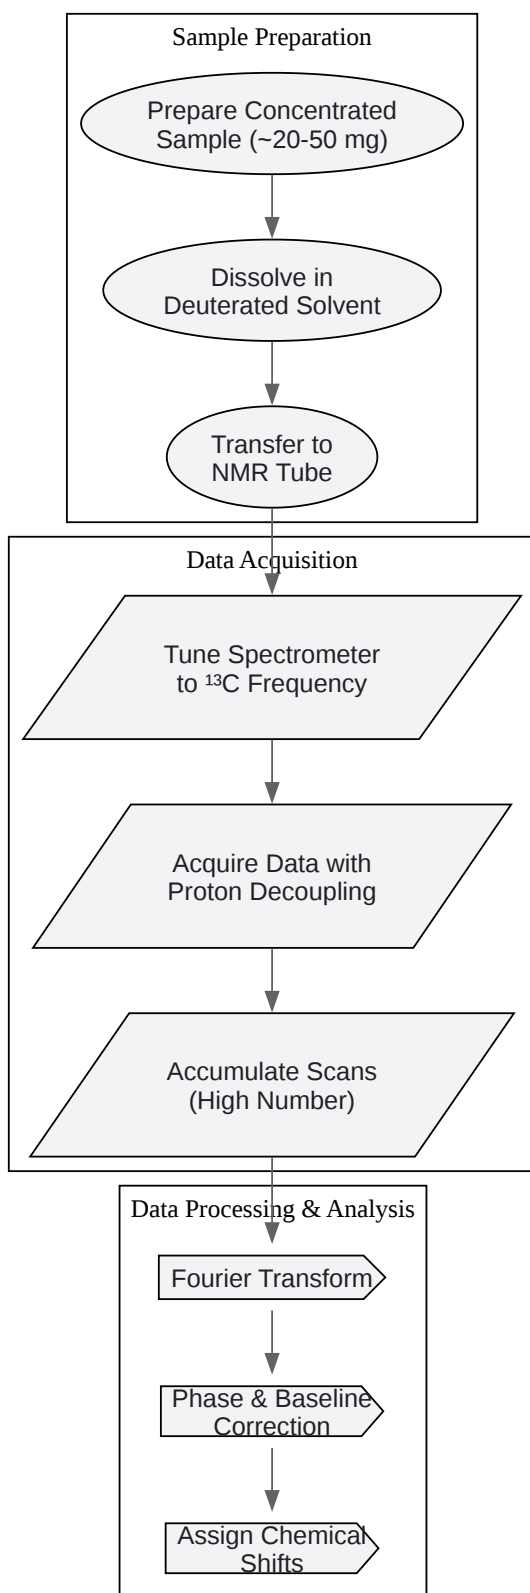 Sample Preparation
Prepare Concentrated
Sample (~20-50 mg)
Dissolve in
Deuterated Solvent
Transfer to
NMR Tube
Data Acquisition
Tune Spectrometer
to ¹³C Frequency
Acquire Data with
Proton Decoupling
Accumulate Scans
(High Number)
Data Processing & Analysis
Fourier Transform
Phase & Baseline
Correction
Assign Chemical
Shifts